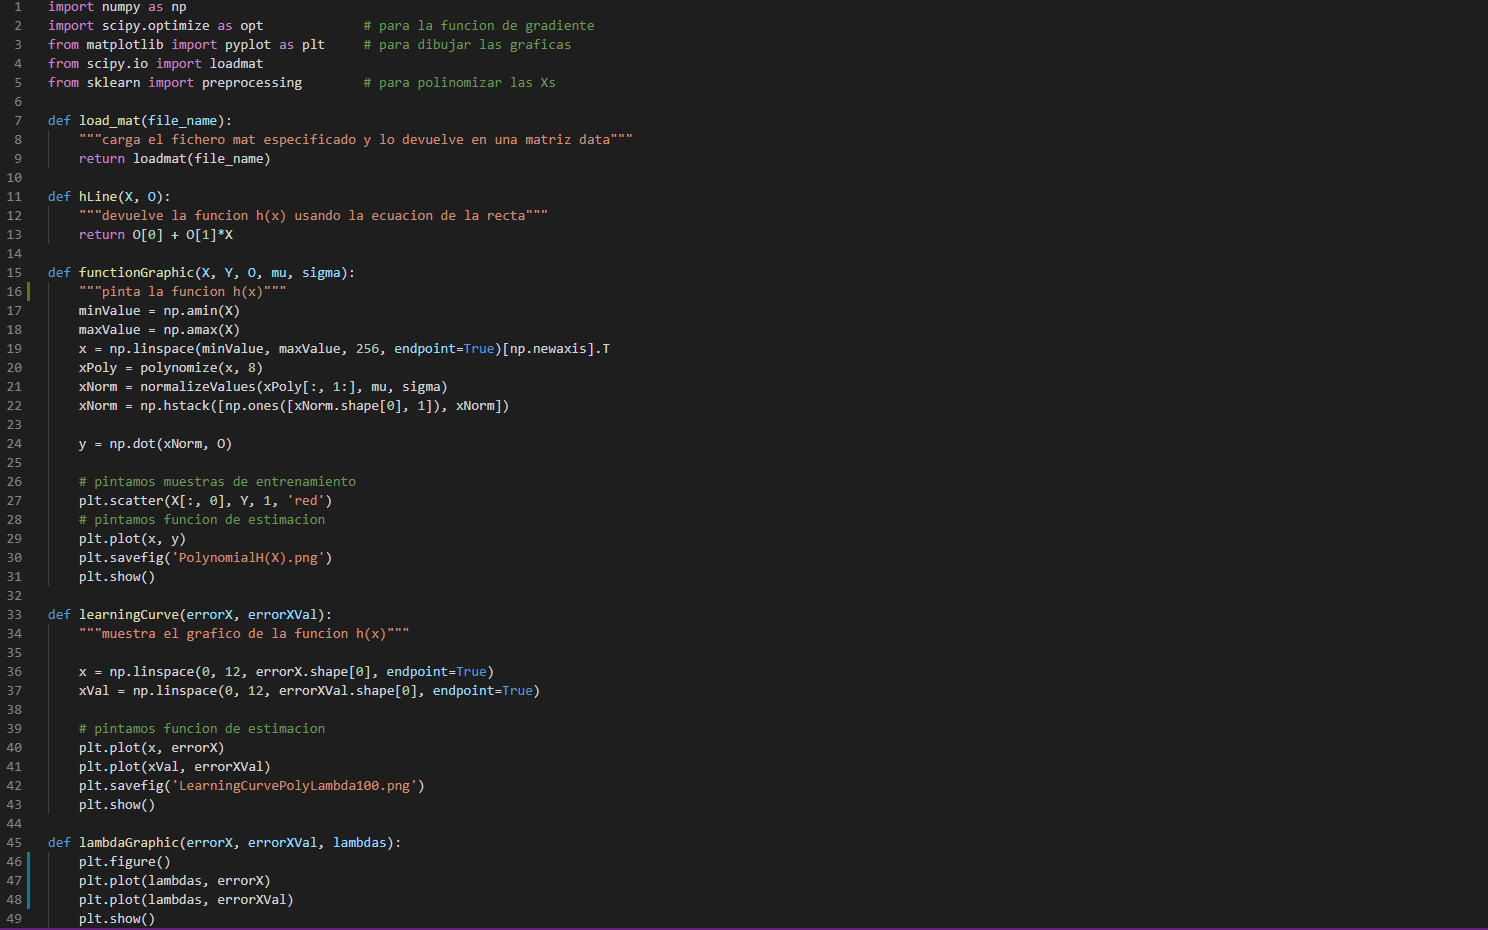 1 import numpy as np
2 import scipy.optimize as opt             # para la funcion de gradiente
3 from matplotlib import pyplot as plt     # para dibujar las graficas
4 from scipy.io import loadmat
5 from sklearn import preprocessing        # para polinomizar las Xs
6
7 def load_mat(file_name):
8     """carga el fichero mat especificado y lo devuelve en una matriz data"""
9     return loadmat(file_name)
10
11 def hLine(X, O):
12     """devuelve la funcion h(x) usando la ecuacion de la recta"""
13     return O[0] + O[1]*X
14
15 def functionGraphic(X, Y, O, mu, sigma):
16     """pinta la funcion h(x)"""
17     minValue = np.amin(X)
18     maxValue = np.amax(X)
19     x = np.linspace(minValue, maxValue, 256, endpoint=True)[np.newaxis].T
20     xPoly = polynomize(x, 8)
21     xNorm = normalizeValues(xPoly[:, 1:], mu, sigma)
22     xNorm = np.hstack([np.ones([xNorm.shape[0], 1]), xNorm])
23
24     y = np.dot(xNorm, O)
25
26     # pintamos muestras de entrenamiento
27     plt.scatter(X[:, 0], Y, 1, 'red')
28     # pintamos funcion de estimacion
29     plt.plot(x, y)
30     plt.savefig('PolynomialH(X).png')
31     plt.show()
32
33 def learningCurve(errorX, errorXVal):
34     """muestra el grafico de la funcion h(x)"""
35
36     x = np.linspace(0, 12, errorX.shape[0], endpoint=True)
37     xVal = np.linspace(0, 12, errorXVal.shape[0], endpoint=True)
38
39     # pintamos funcion de estimacion
40     plt.plot(x, errorX)
41     plt.plot(xVal, errorXVal)
42     plt.savefig('LearningCurvePolyLambda100.png')
43     plt.show()
44
45 def lambdaGraphic(errorX, errorXVal, lambdas):
46     plt.figure()
47     plt.plot(lambdas, errorX)
48     plt.plot(lambdas, errorXVal)
49     plt.show()